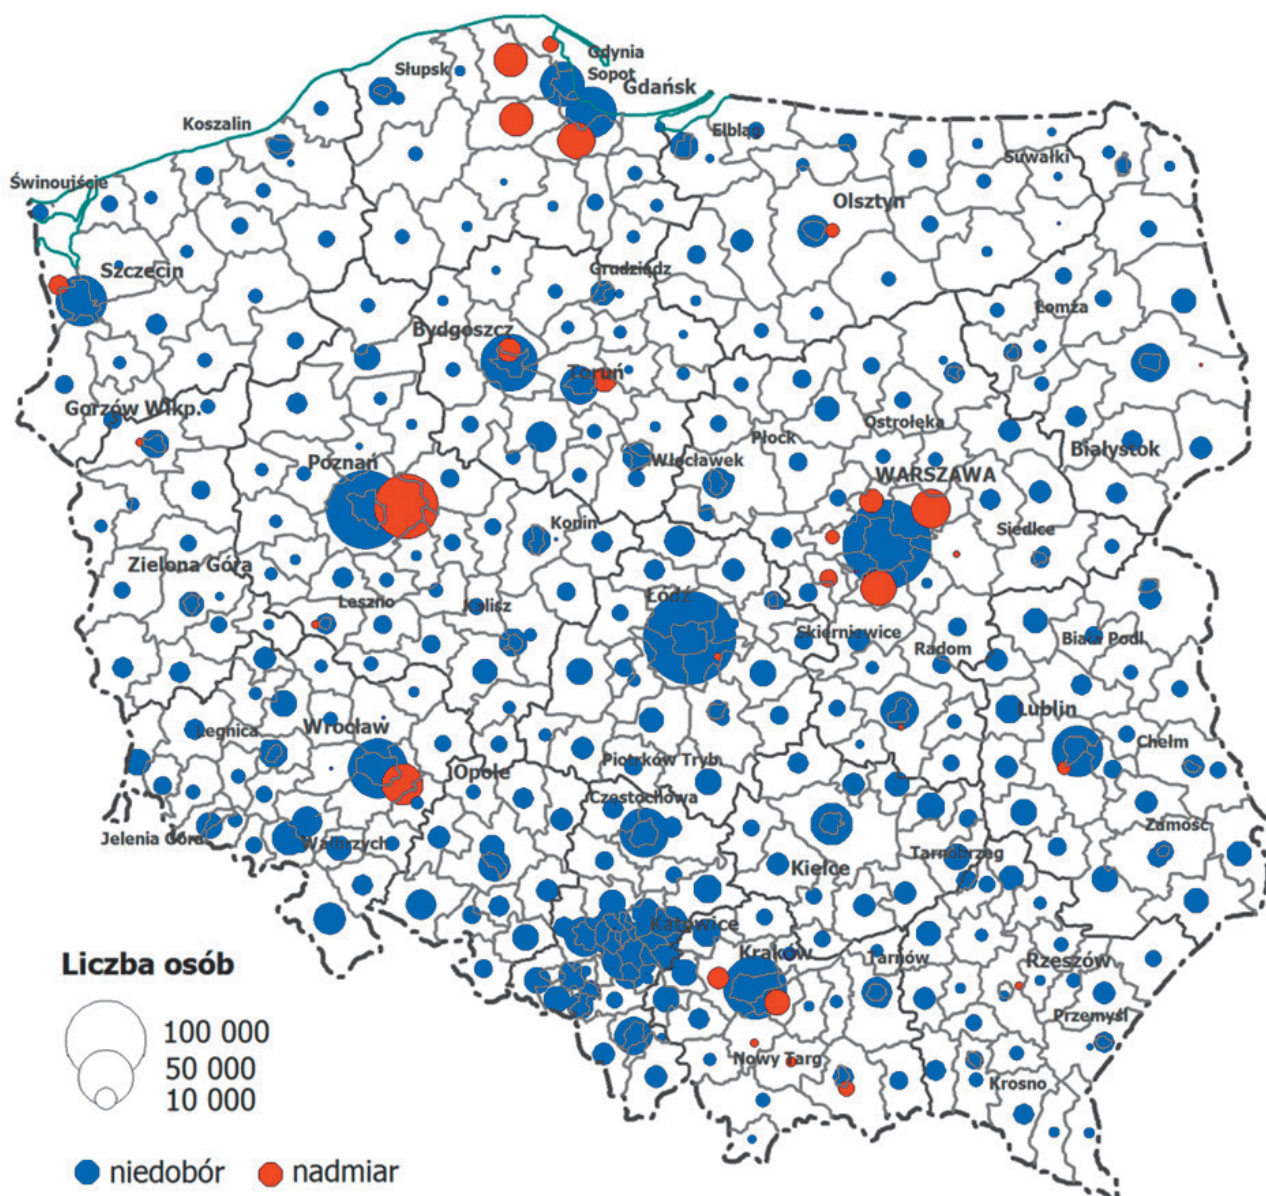 Gdynia
Słupsk
Sopot
Gdańsk
Koszalin
Elbląg
Suwałki
Świnoujście
Olsztyn
Szczecin
Grudziądz
Łomża
Bydgoszcz
Toruń
Gorzów Wlkp.
Ostrołęka
Płock
Białystok
Poznań
Włocławek
WARSZAWA
Konin
Siedlce
Zielona Góra
Leszno
Kalisz
Łódź
Skierniewice
Biała Podl.
Radom
Legnica
Wrocław
Lublin
Chełm
Opole
Piotrków Tryb.
Częstochowa
Jelenia Góra
Wałbrzych
Zamość
Kielce
Tarnobrzeg
Katowice
Kraków
Tarnów
Rzeszów
Przemyśl
Nowy Targ
Krosno
Liczba osób
100 000
50 000
10 000
niedobór
nadmiar